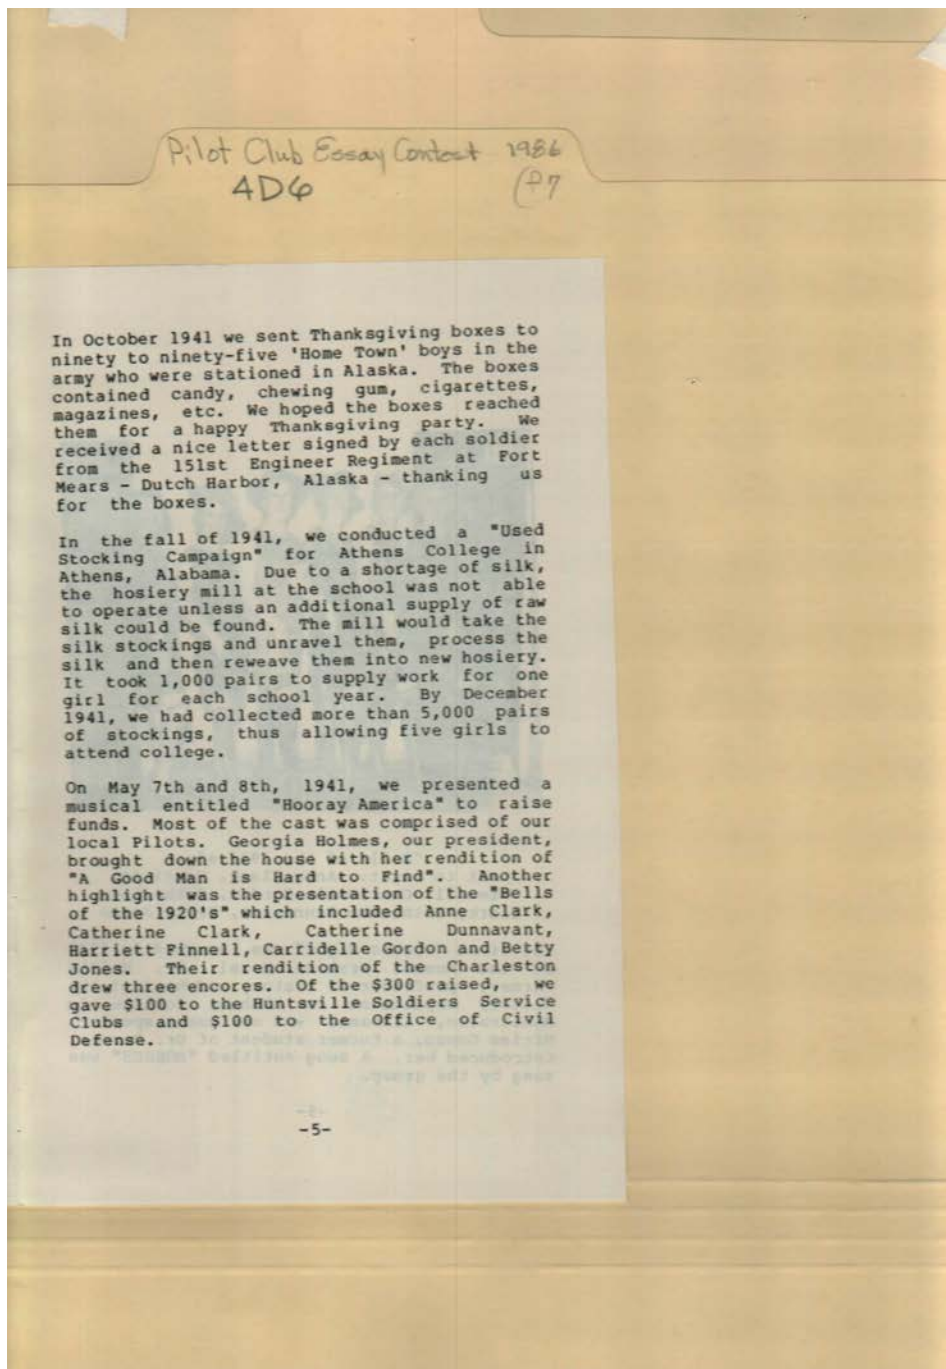 Pilot Club Essay Contest 1986
4D6 (P7
In October 1941 we sent Thanksgiving boxes to
ninety to ninety-five 'Home Town' boys in the
army who were stationed in Alaska. The boxes
contained candy, chewing gum, cigarettes,
magazines, etc. We hoped the boxes reached
them for a happy Thanksgiving party. We
received a nice letter signed by each soldier
from the 151st Engineer Regiment at Fort
Mears - Dutch Harbor, Alaska - thanking us
for the boxes.
In the fall of 1941, we conducted a "Used
Stocking Campaign" for Athens College in
Athens, Alabama. Due to a shortage of silk,
the hosiery mill at the school was not able
to operate unless an additional supply of raw
silk could be found. The mill would take the
silk stockings and unravel them, process the
silk and then reweave them into new hosiery.
It took 1,000 pairs to supply work for one
girl for each school year. By December
1941, we had collected more than 5,000 pairs
of stockings, thus allowing five girls to
attend college.
On May 7th and 8th, 1941, we presented a
musical entitled "Hooray America" to raise
funds. Most of the cast was comprised of our
local Pilots. Georgia Holmes, our president,
brought down the house with her rendition of
"A Good Man is Hard to Find". Another
highlight was the presentation of the "Bells
of the 1920's" which included Anne Clark,
Catherine Clark, Catherine Dunnavant,
Harriett Finnell, Carridelle Gordon and Betty
Jones. Their rendition of the Charleston
drew three encores. Of the $300 raised, we
gave $100 to the Huntsville Soldiers Service
Clubs and $100 to the Office of Civil
Defense.
-5-